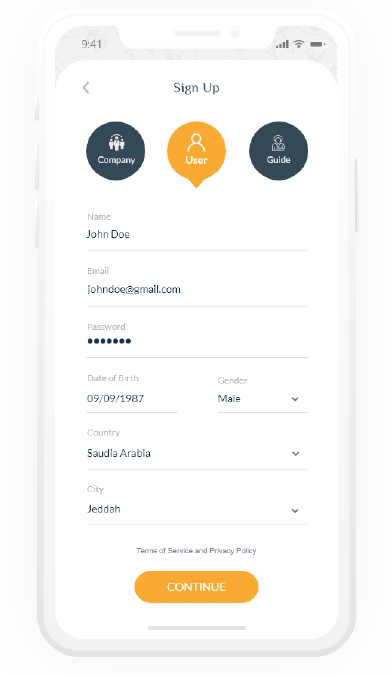 9:41
Sign Up
Company
User
Guide
Name
John Doe
Email
johndoe@gmail.com
Password
Date of Birth
Gender
09/09/1987
Male
Country
Saudia Arabia
City
Jeddah
Terms of Service and Privacy Policy
CONTINUE